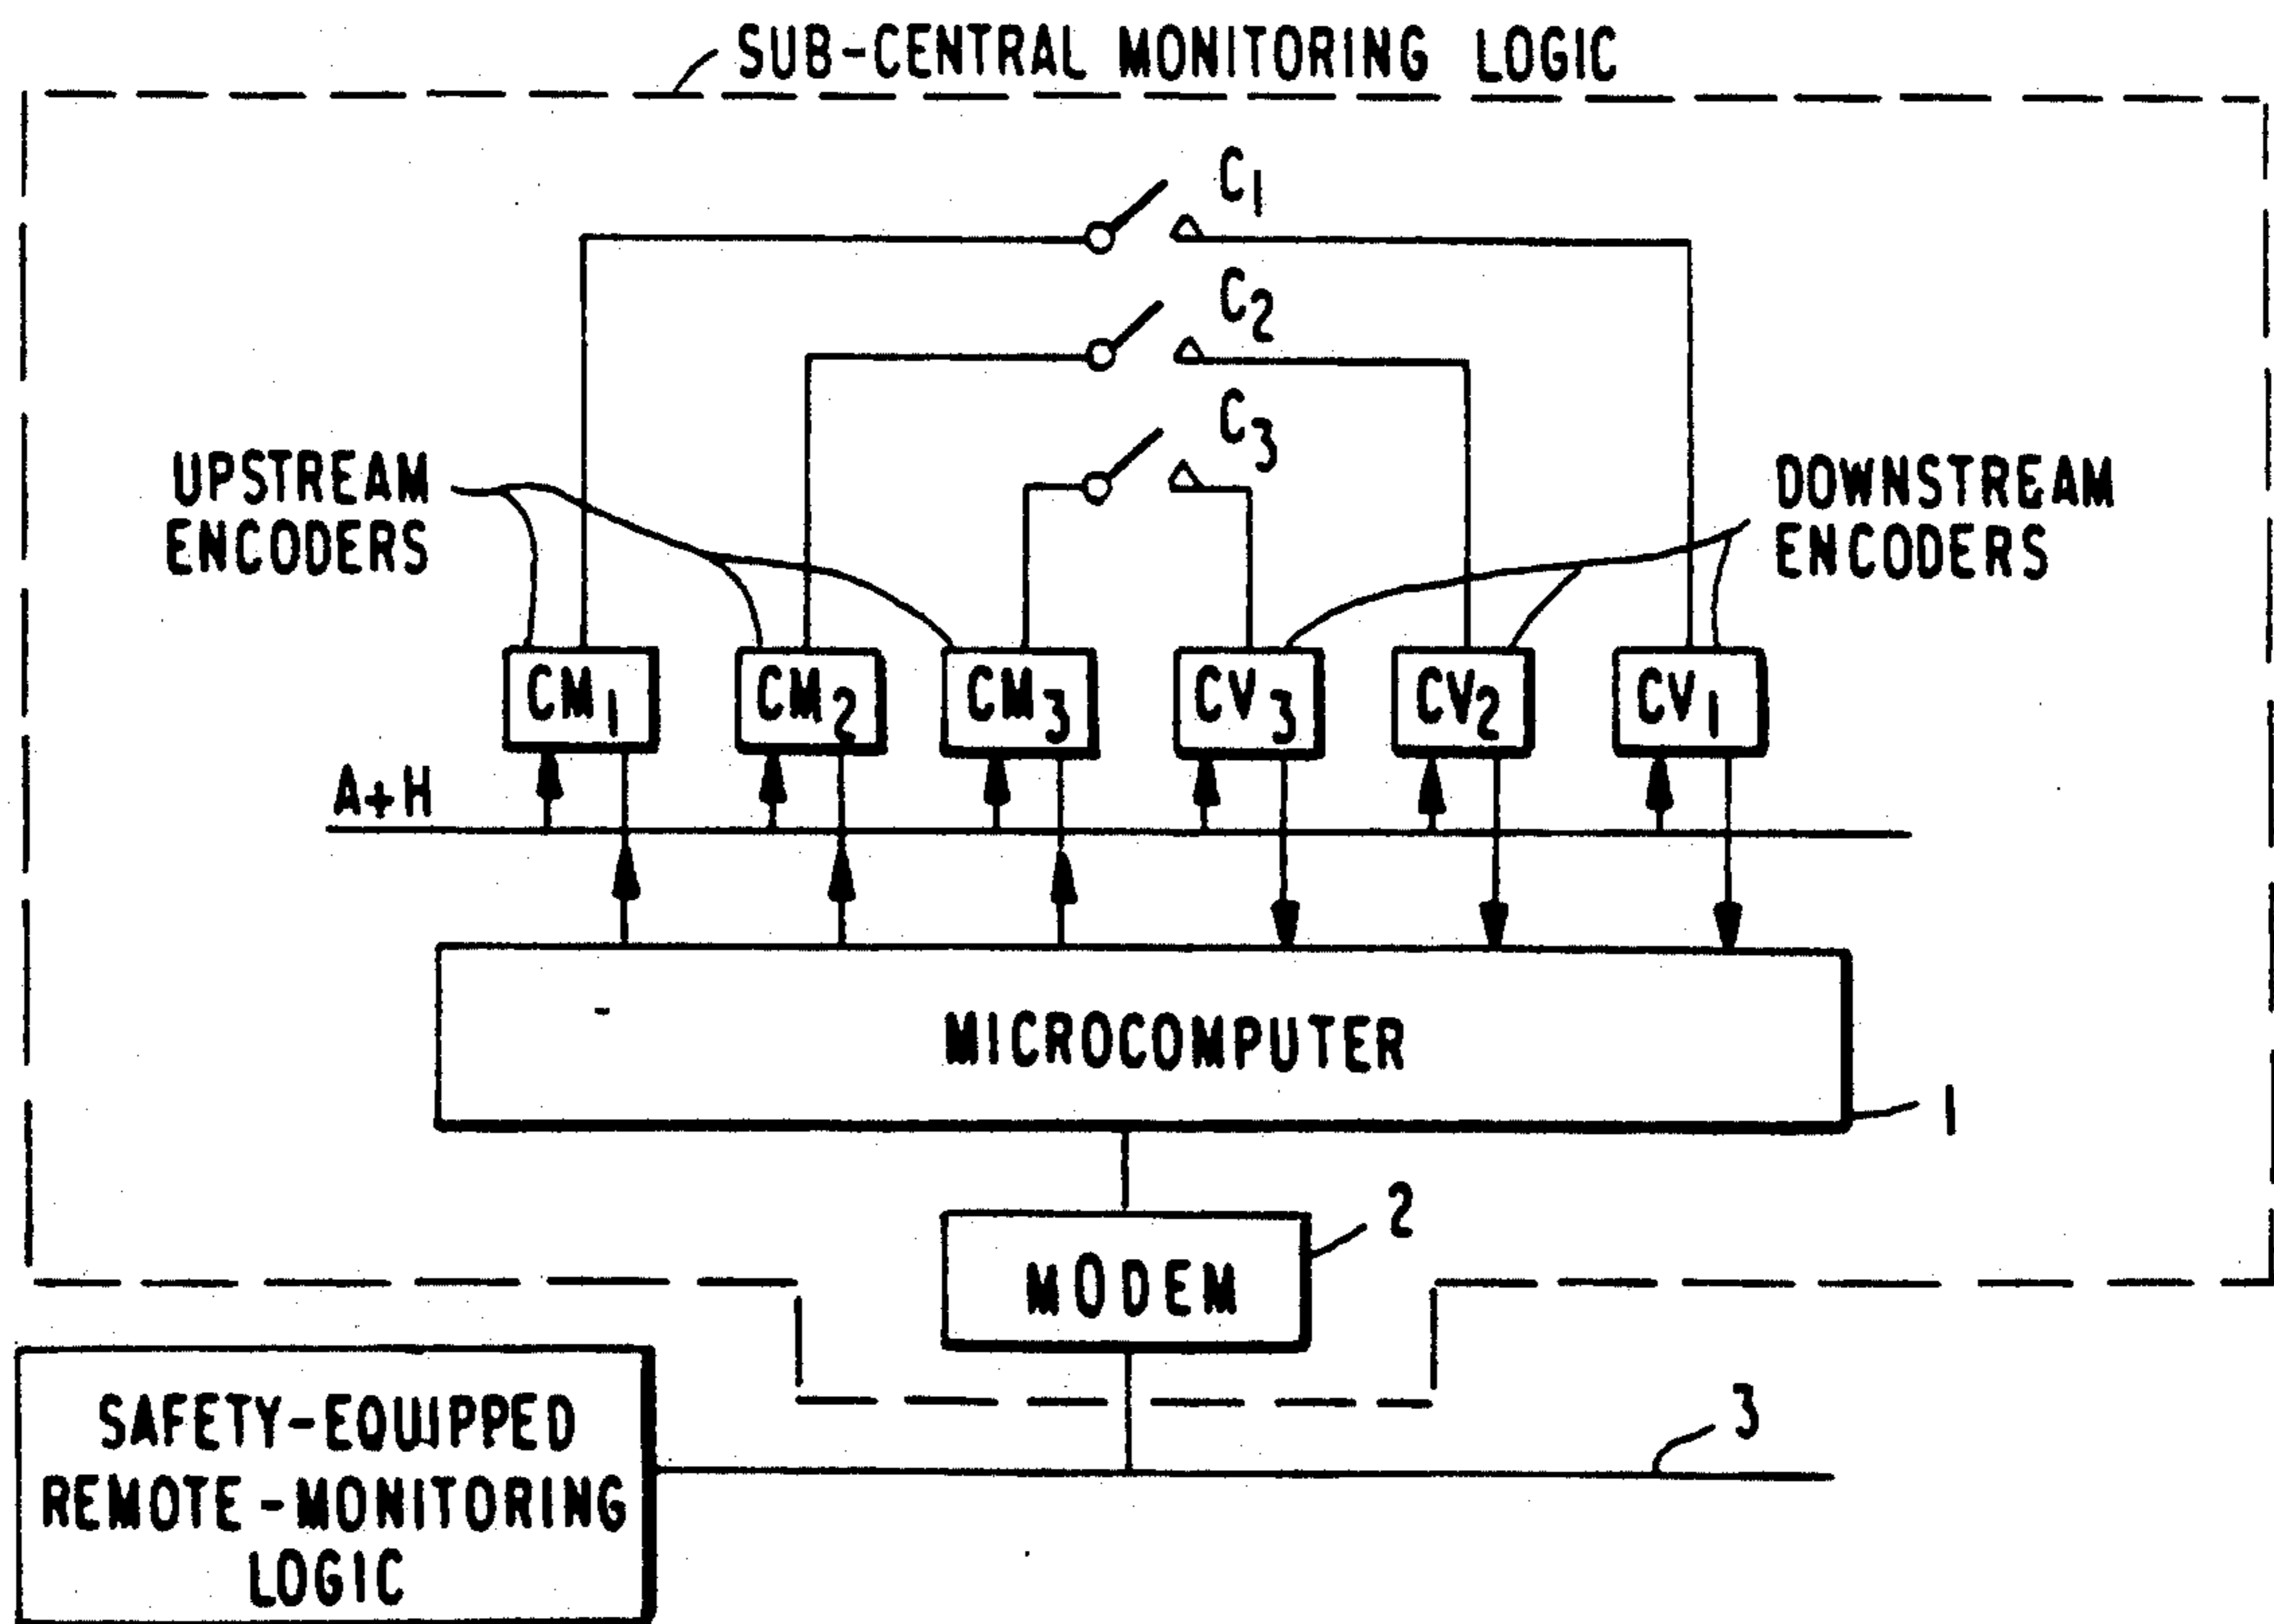 SUB-CENTRAL MONITORING LOGIC
C1
C2
C3
UPSTREAM
ENCODERS
DOWNSTREAM
ENCODERS
CM1
CM2
CM3
CV3
CV2
CV1
A+H
MICROCOMPUTER
1
2
MODEM
3
SAFETY-EQUIPPED
REMOTE-MONITORING
LOGIC